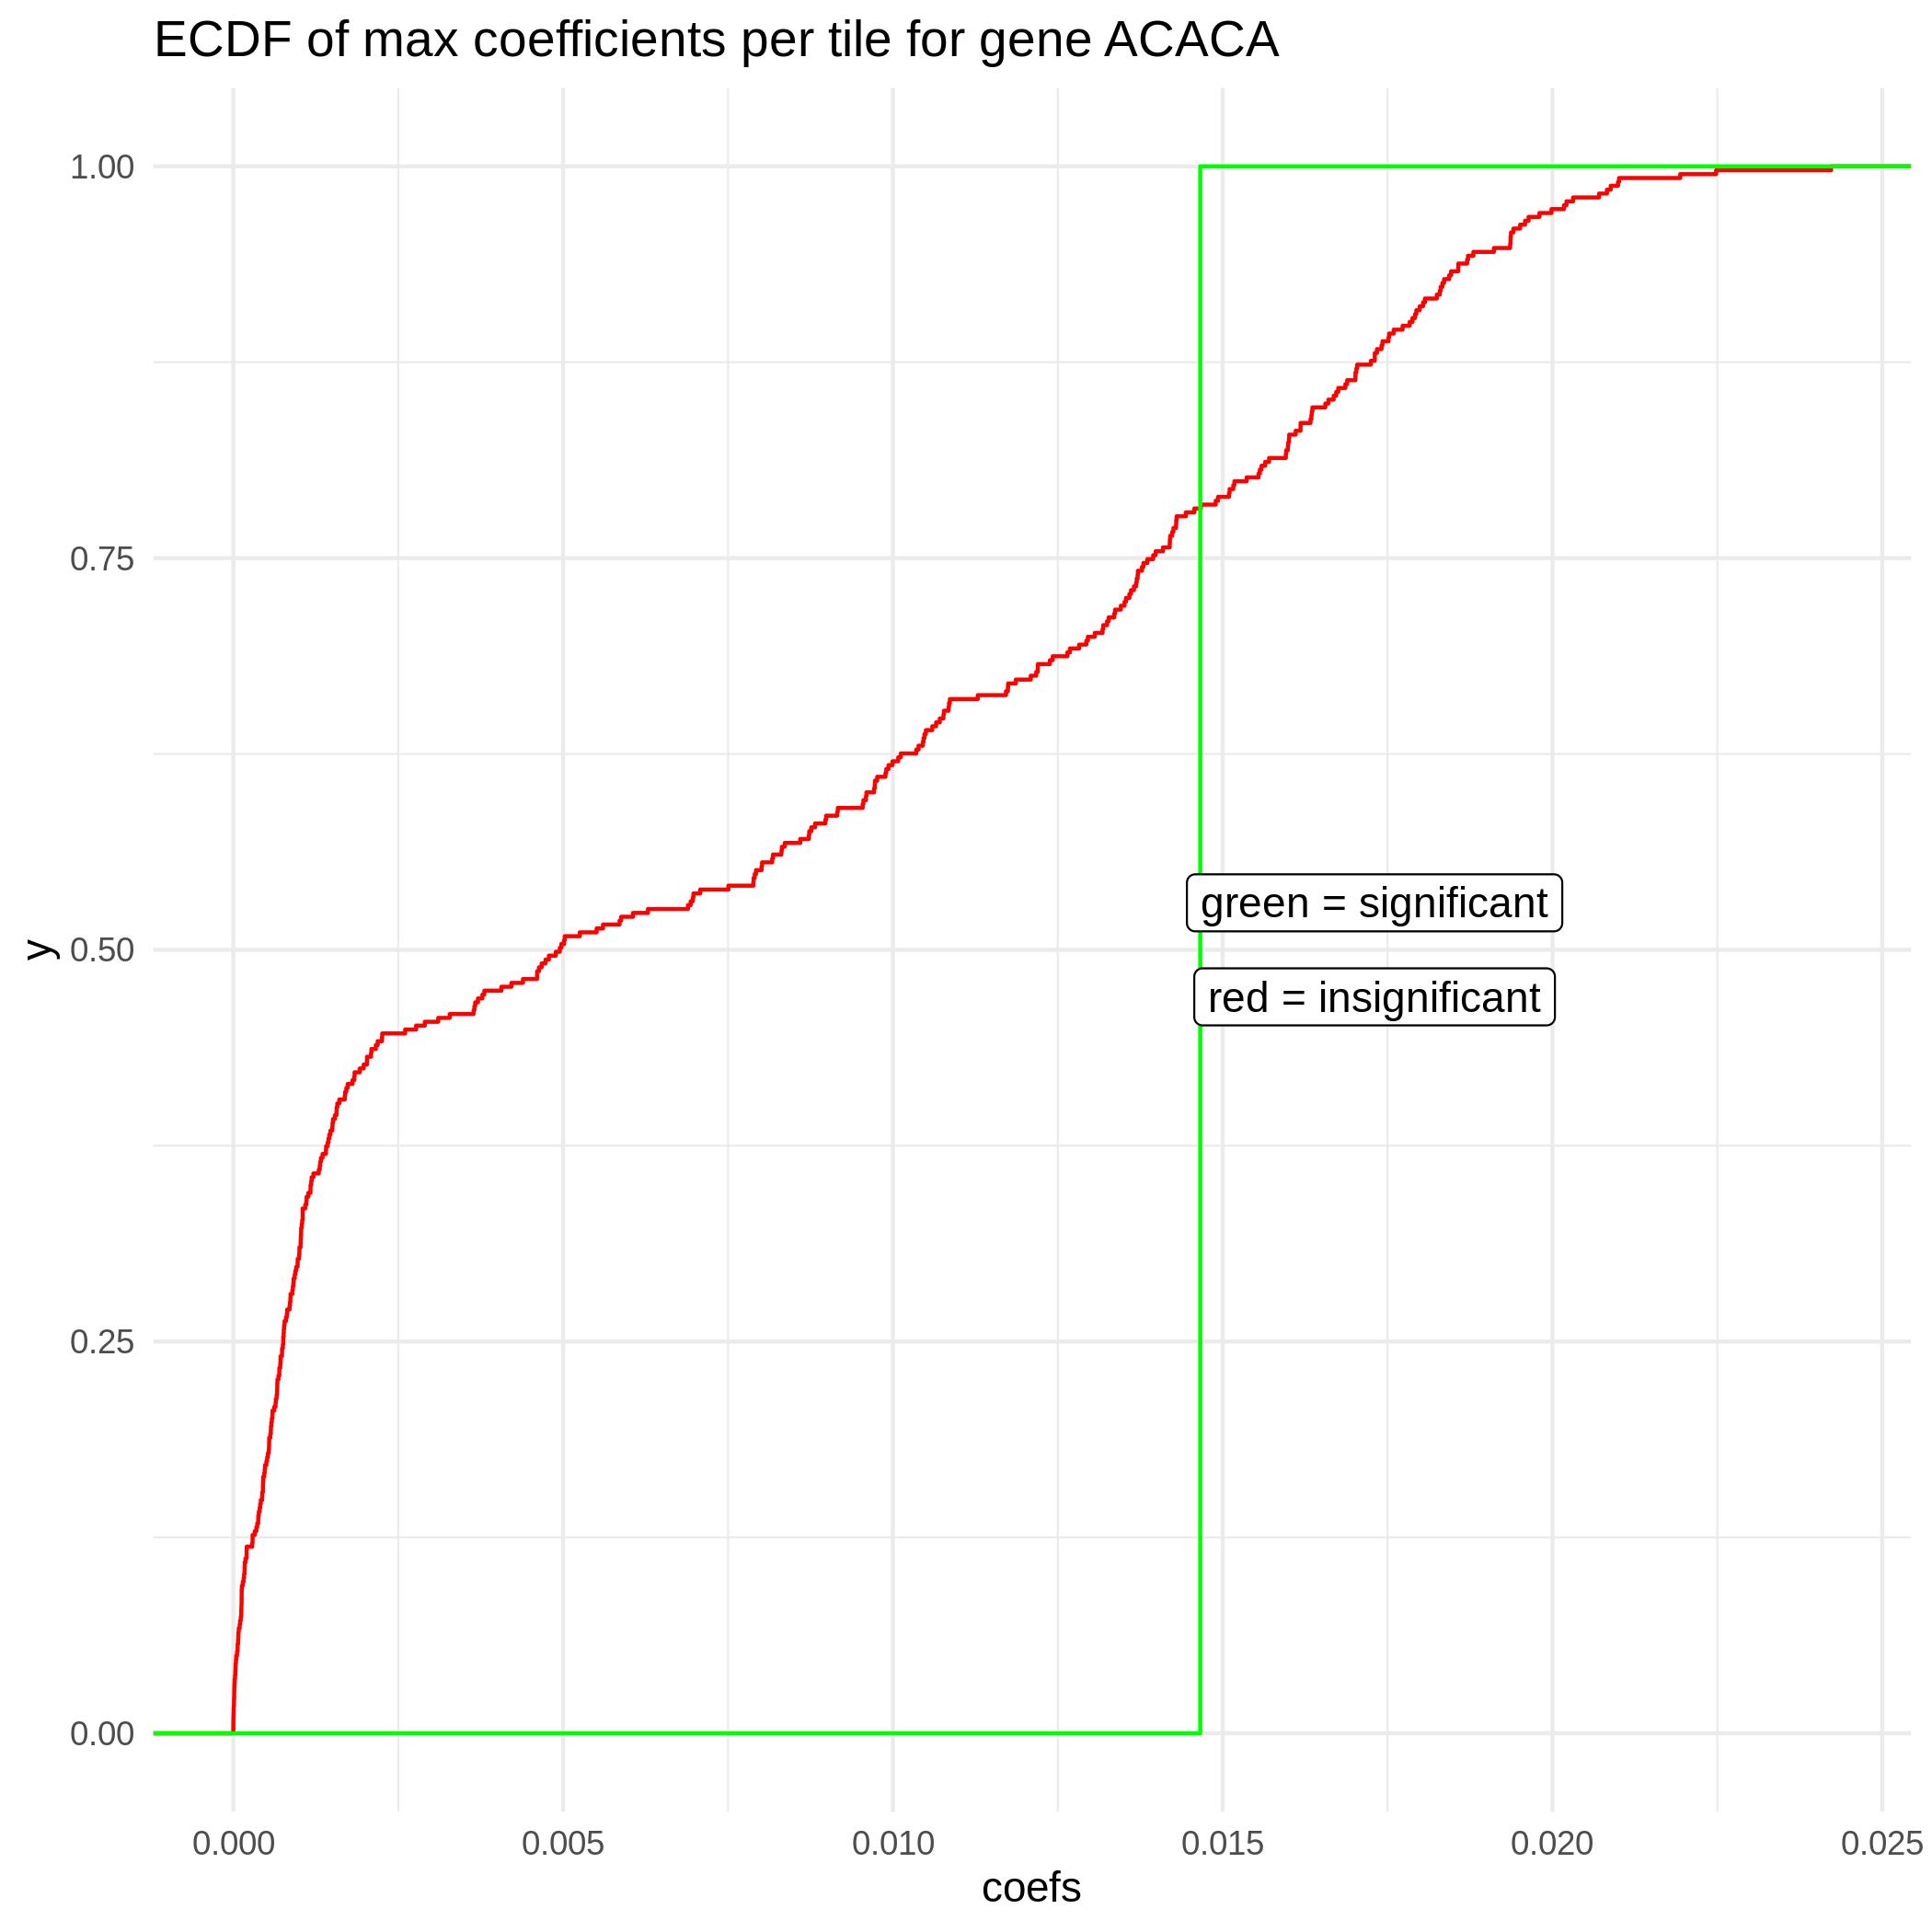 ECDF of max coefficients per tile for gene ACACA
1.00
0.75
0.50
0.25
0.00
y
green = significant
red = insignificant
0.000 0.005 0.010 0.015 0.020 0.025
coefs